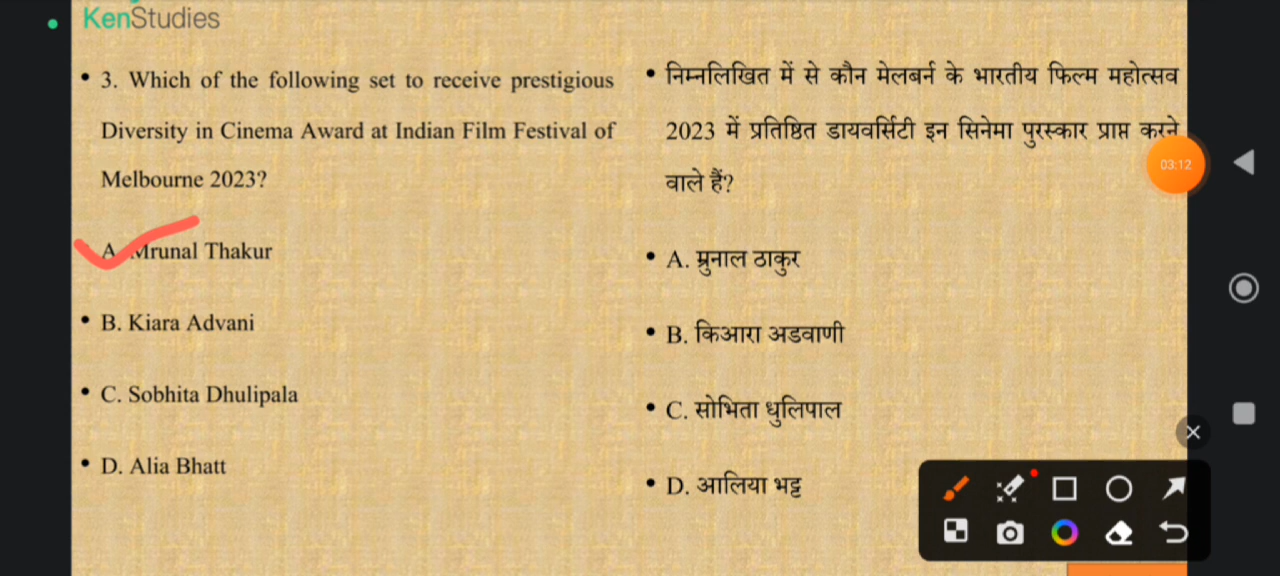 KenStudies
• 3. Which of the following set to receive prestigious
Diversity in Cinema Award at Indian Film Festival of
Melbourne 2023?
A. Mrunal Thakur
• B. Kiara Advani
• C. Sobhita Dhulipala
• D. Alia Bhatt
• निम्नलिखित में से कौन मेलबर्न के भारतीय फिल्म महोत्सव
2023 में प्रतिष्ठित डायवर्सिटी इन सिनेमा पुरस्कार प्राप्त करने
वाले हैं?
• A. म्रुनाल ठाकुर
• B. किआरा अडवाणी
• C. सोभिता धुलिपाल
• D. आलिया भट्ट
03:12